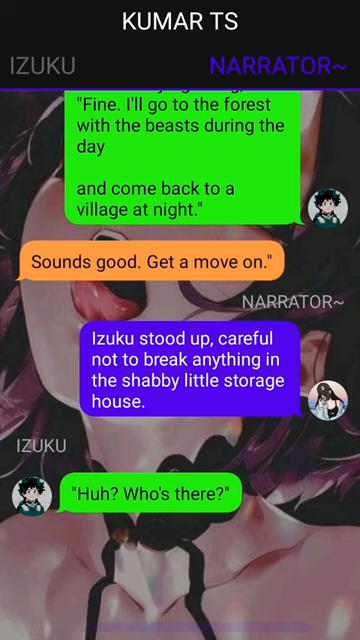 KUMAR TS
IZUKU
NARRATOR~
"Fine. I'll go to the forest
with the beasts during the
day
and come back to a
village at night."
Sounds good. Get a move on."
NARRATOR~
Izuku stood up, careful
not to break anything in
the shabby little storage
house.
IZUKU
"Huh? Who's there?"